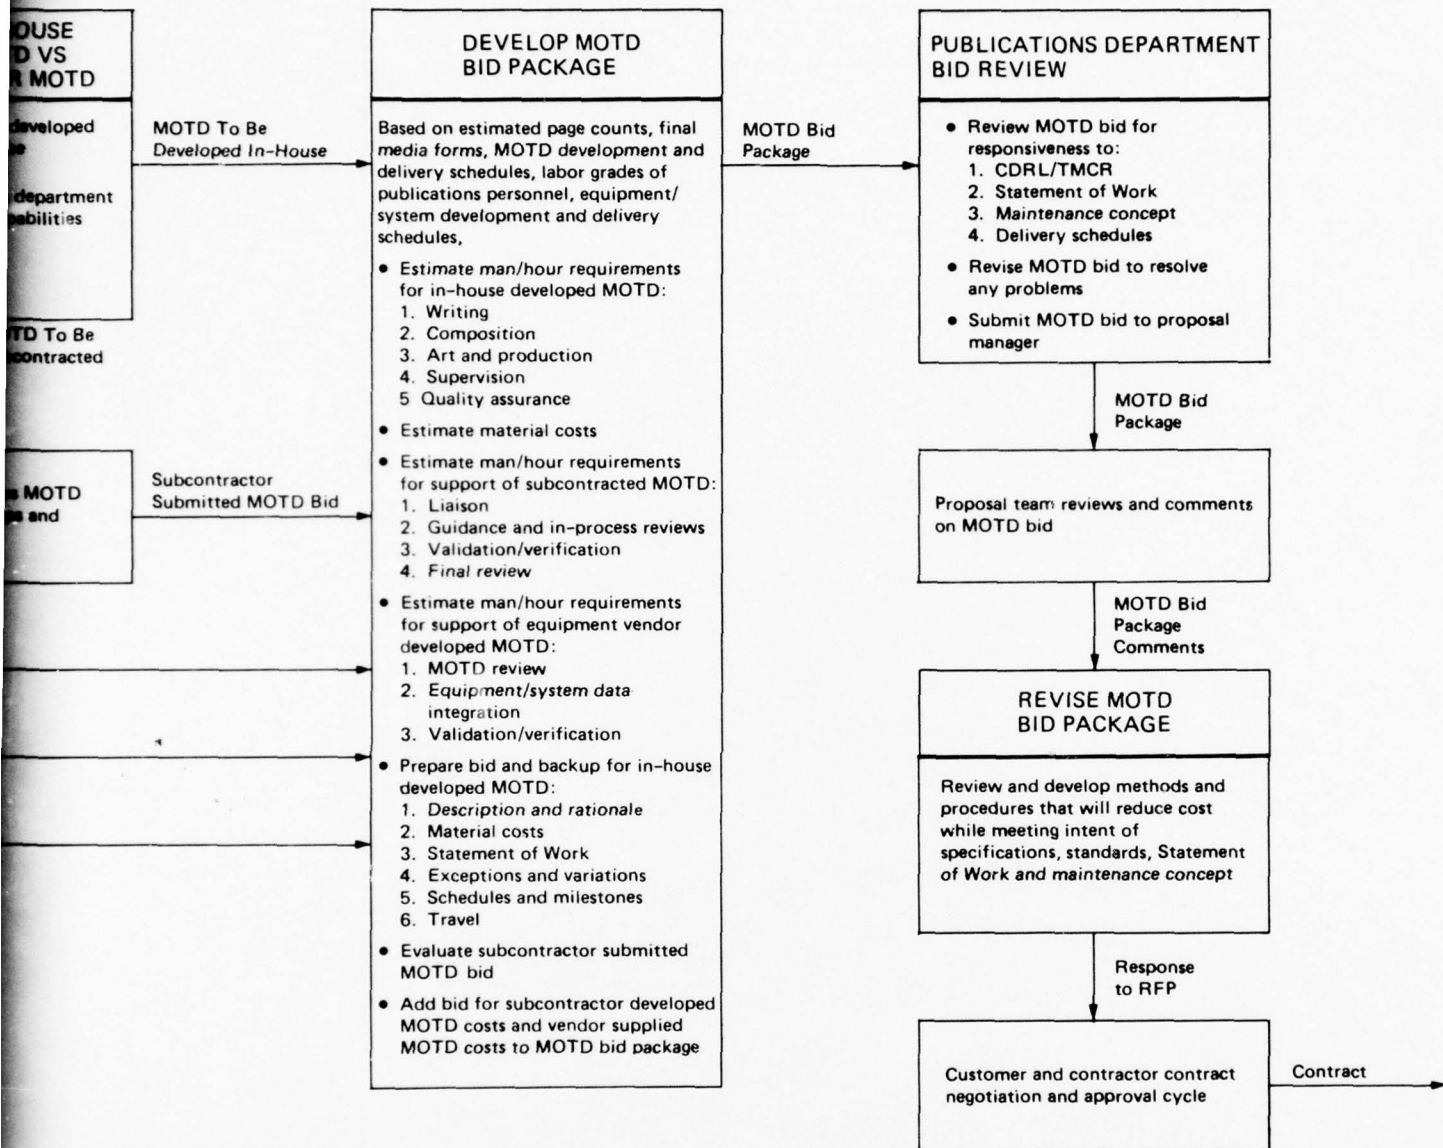 OUSE
D VS
R MOTD
developed
department
abilities
TD To Be
contracted
MOTD
and
MOTD To Be
Developed In-House
Subcontractor
Submitted MOTD Bid
DEVELOP MOTD
BID PACKAGE
Based on estimated page counts, final
media forms, MOTD development and
delivery schedules, labor grades of
publications personnel, equipment/
system development and delivery
schedules,
• Estimate man/hour requirements
for in-house developed MOTD:
1. Writing
2. Composition
3. Art and production
4. Supervision
5 Quality assurance
• Estimate material costs
• Estimate man/hour requirements
for support of subcontracted MOTD:
1. Liaison
2. Guidance and in-process reviews
3. Validation/verification
4. Final review
• Estimate man/hour requirements
for support of equipment vendor
developed MOTD:
1. MOTD review
2. Equipment/system data
integration
3. Validation/verification
• Prepare bid and backup for in-house
developed MOTD:
1. Description and rationale
2. Material costs
3. Statement of Work
4. Exceptions and variations
5. Schedules and milestones
6. Travel
• Evaluate subcontractor submitted
MOTD bid
• Add bid for subcontractor developed
MOTD costs and vendor supplied
MOTD costs to MOTD bid package
MOTD Bid
Package
PUBLICATIONS DEPARTMENT
BID REVIEW
• Review MOTD bid for
responsiveness to:
1. CDRL/TMCR
2. Statement of Work
3. Maintenance concept
4. Delivery schedules
• Revise MOTD bid to resolve
any problems
• Submit MOTD bid to proposal
manager
MOTD Bid
Package
Proposal team reviews and comments
on MOTD bid
MOTD Bid
Package
Comments
REVISE MOTD
BID PACKAGE
Review and develop methods and
procedures that will reduce cost
while meeting intent of
specifications, standards, Statement
of Work and maintenance concept
Response
to RFP
Customer and contractor contract
negotiation and approval cycle
Contract